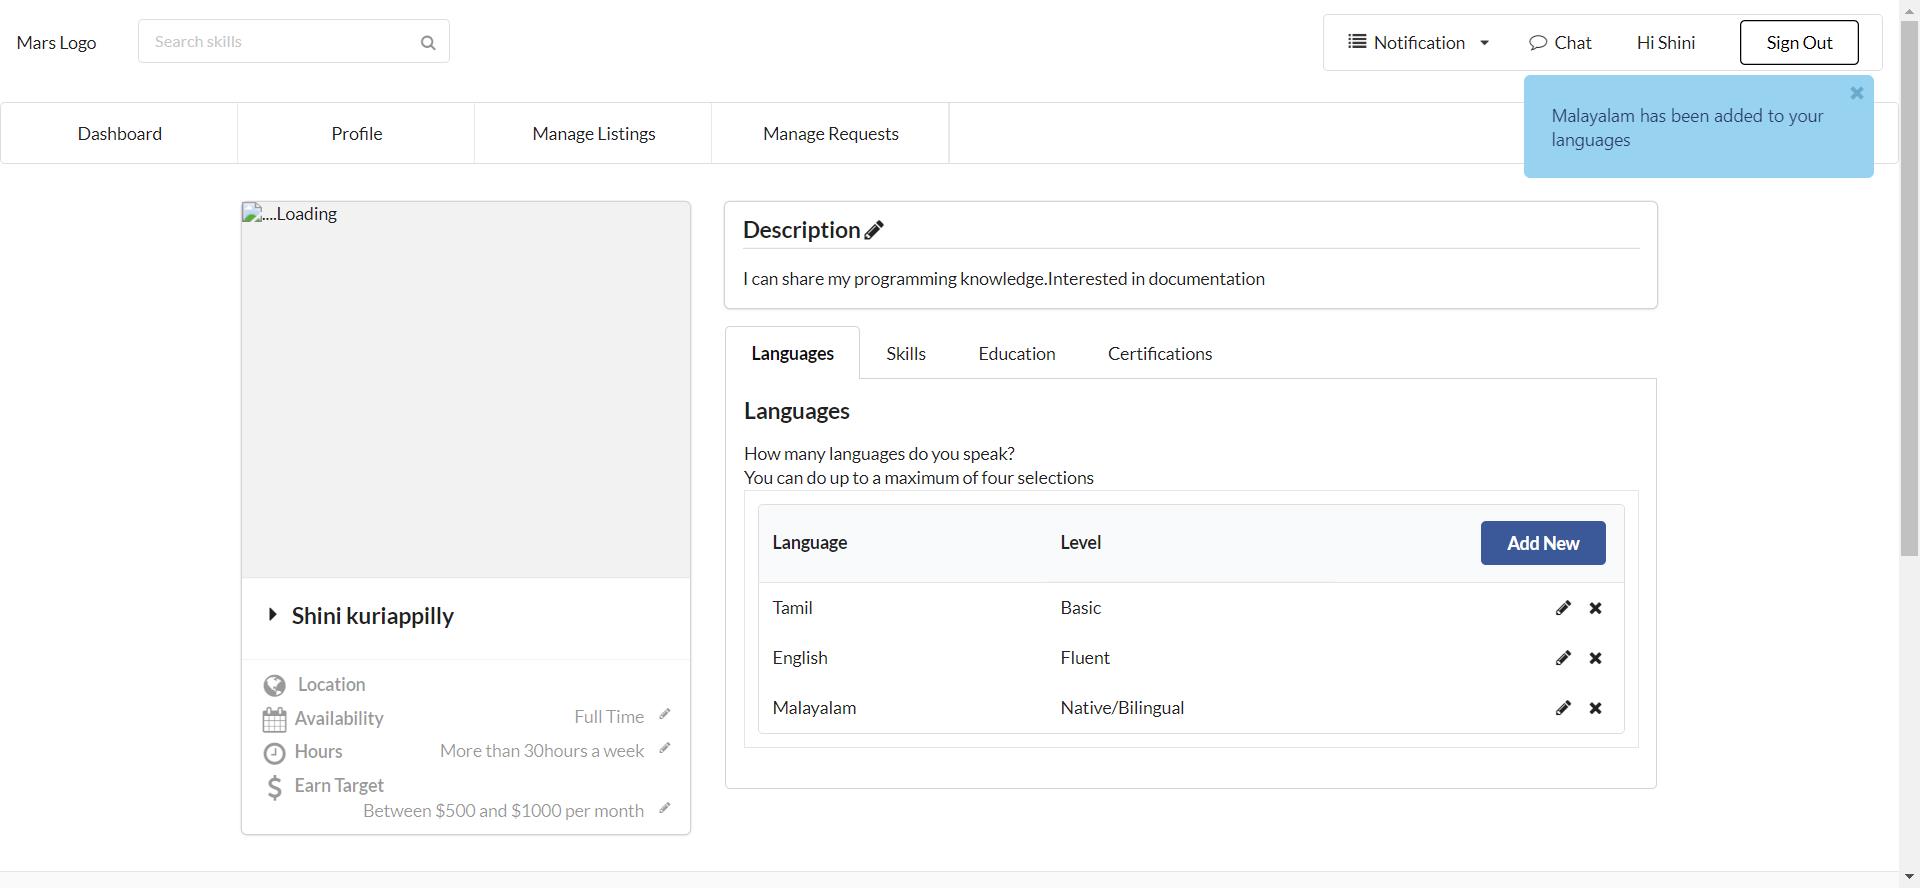 Mars Logo
Search skills
Notification
Chat
Hi Shini
Sign Out
Malayalam has been added to your
languages
Dashboard
Profile
Manage Listings
Manage Requests
....Loading
Shini kuriappilly
Location
Availability
Full Time
Hours
More than 30hours a week
Earn Target
Between $500 and $1000 per month
Description
I can share my programming knowledge.Interested in documentation
Languages
Skills
Education
Certifications
Languages
How many languages do you speak?
You can do up to a maximum of four selections
Language
Level
Add New
Tamil
Basic
English
Fluent
Malayalam
Native/Bilingual